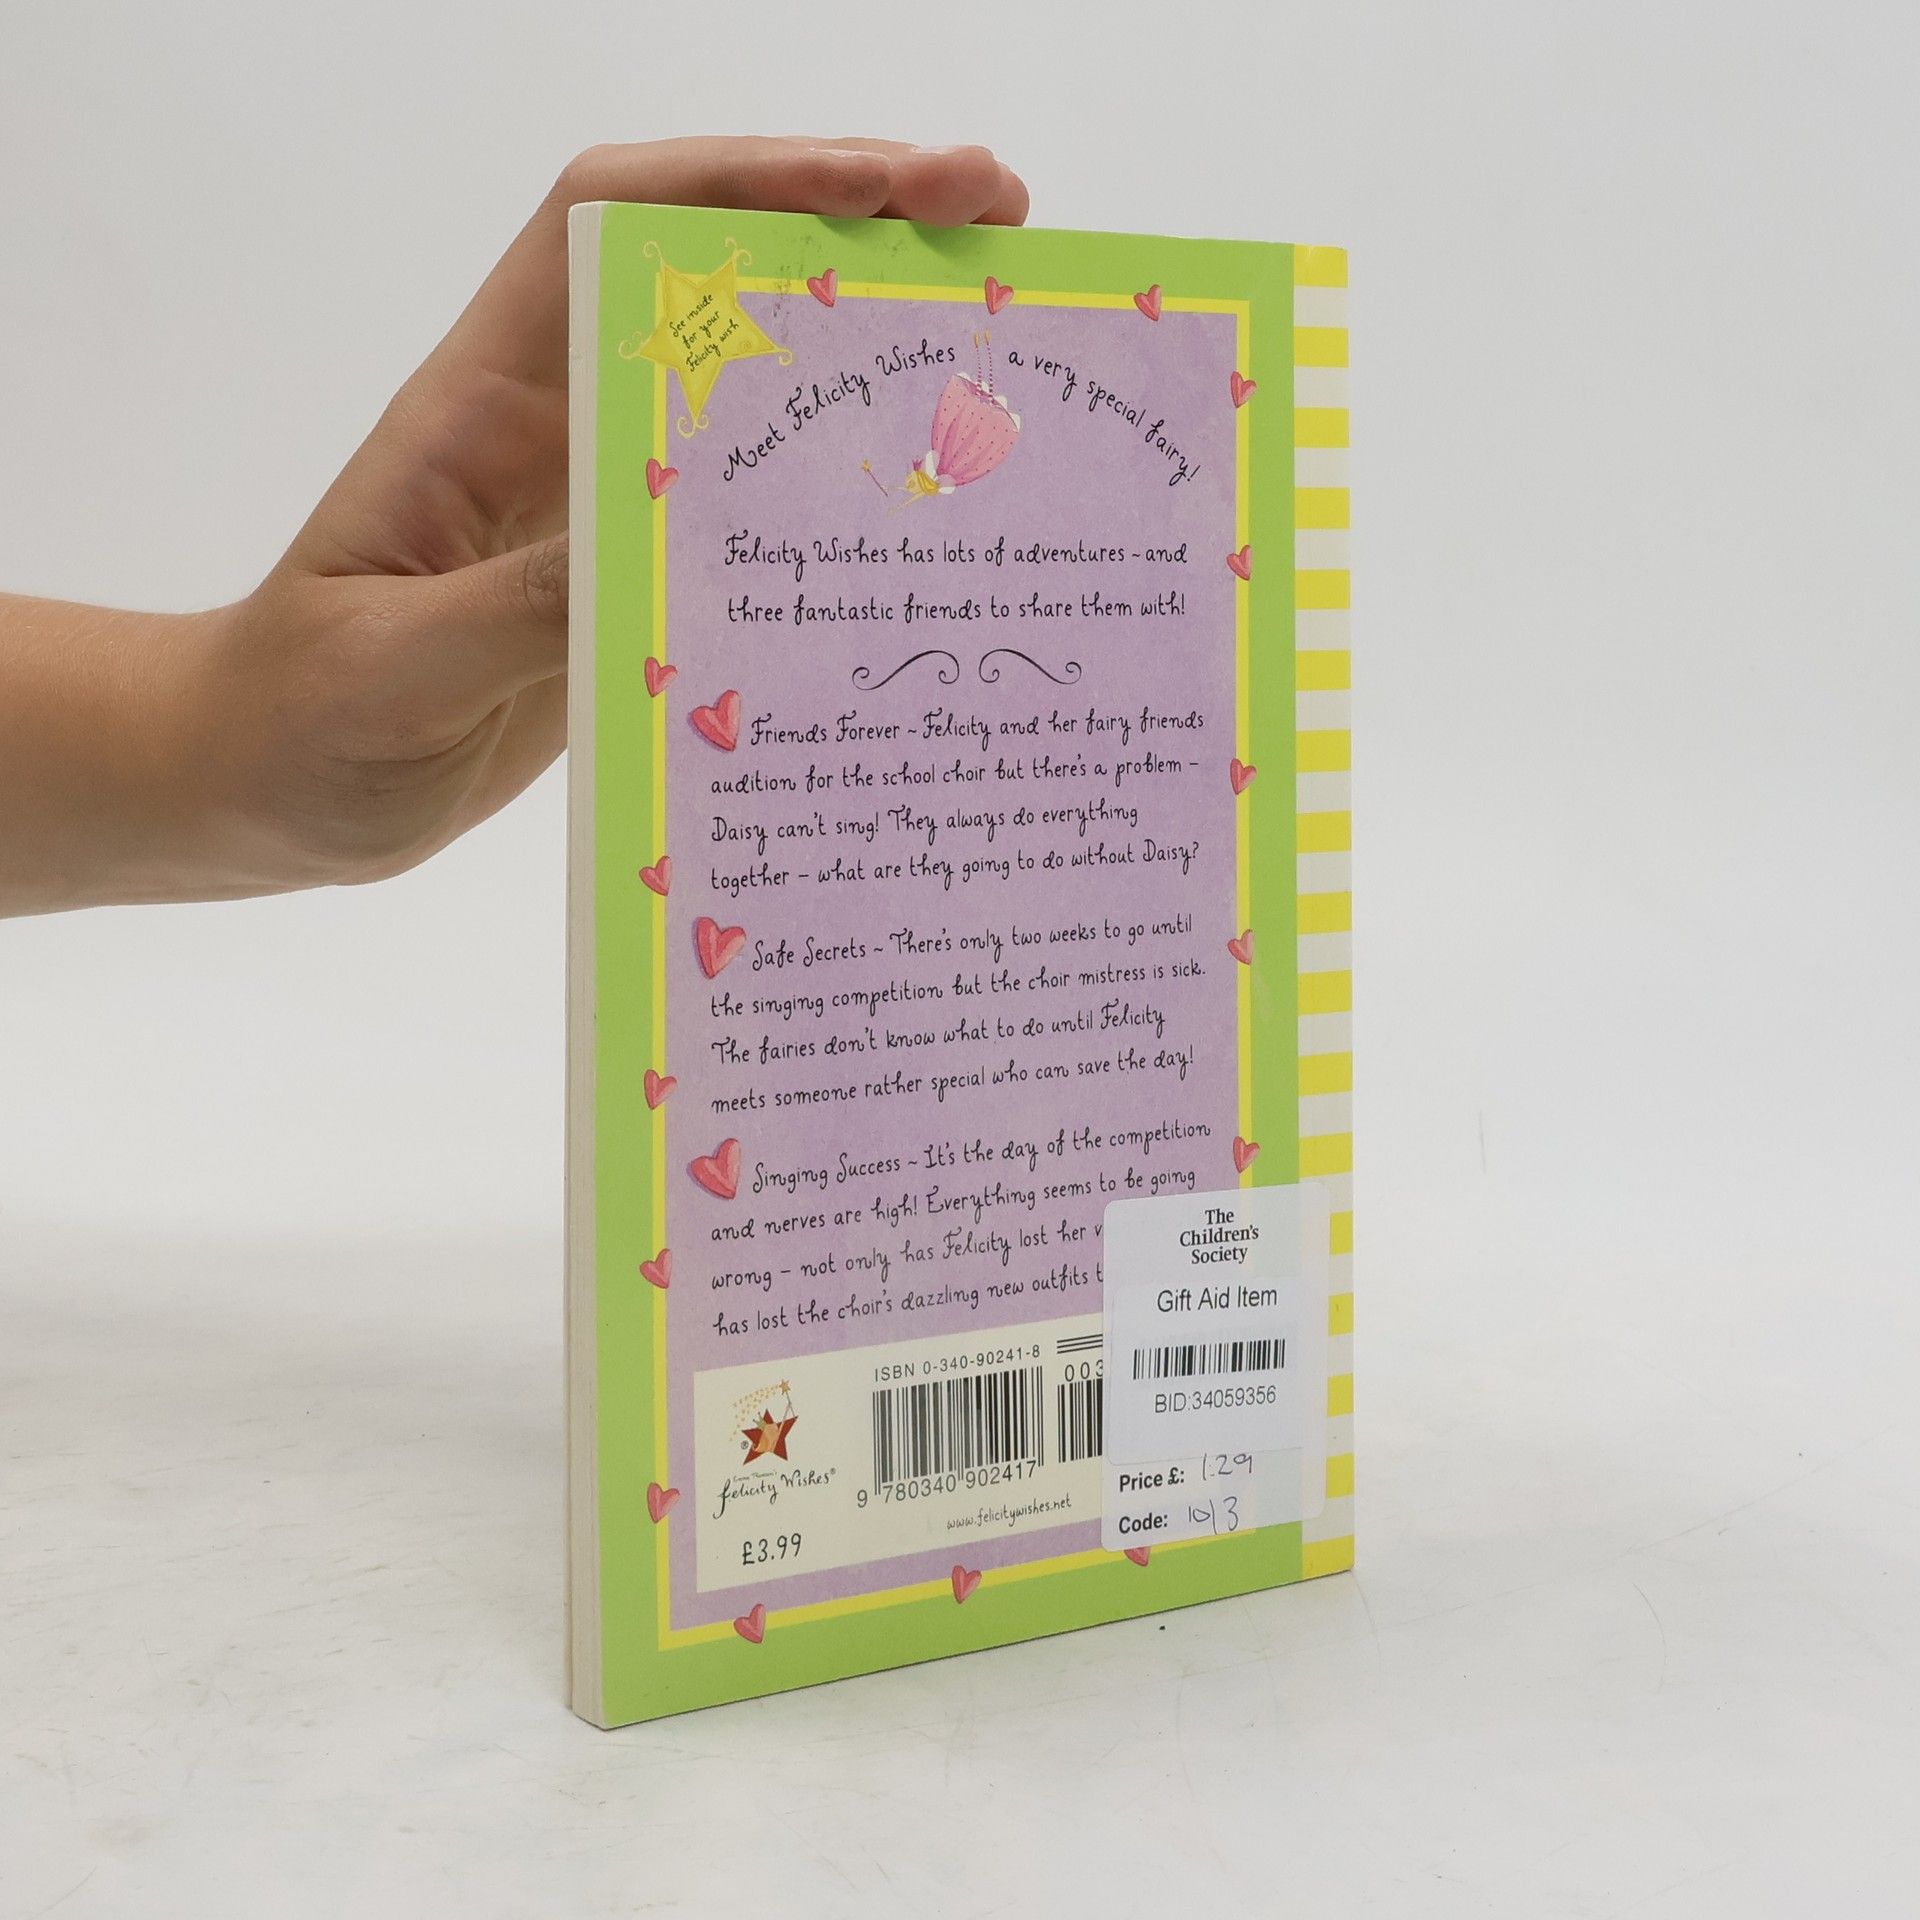 See inside
for your
Felicity wish
Meet Felicity Wishes a very special fairy!
Felicity Wishes has lots of adventures ~ and
three fantastic friends to share them with!
Friends Forever ~ Felicity and her fairy friends
audition for the school choir but there's a problem –
Daisy can't sing! They always do everything
together – what are they going to do without Daisy?
Safe Secrets ~ There's only two weeks to go until
the singing competition but the choir mistress is sick.
The fairies don't know what to do until Felicity
meets someone rather special who can save the day!
Singing Success ~ It's the day of the competition
and nerves are high! Everything seems to be going
wrong – not only has Felicity lost her v
has lost the choir's dazzling new outfits t
The
Children's
Society
Gift Aid Item
BID:34059356
Price £: 1.29
Code: 10/3
ISBN 0-340-90241-8
003
9 780340 902417
www.felicitywishes.net
Emma Thomson's
felicity Wishes®
£3.99